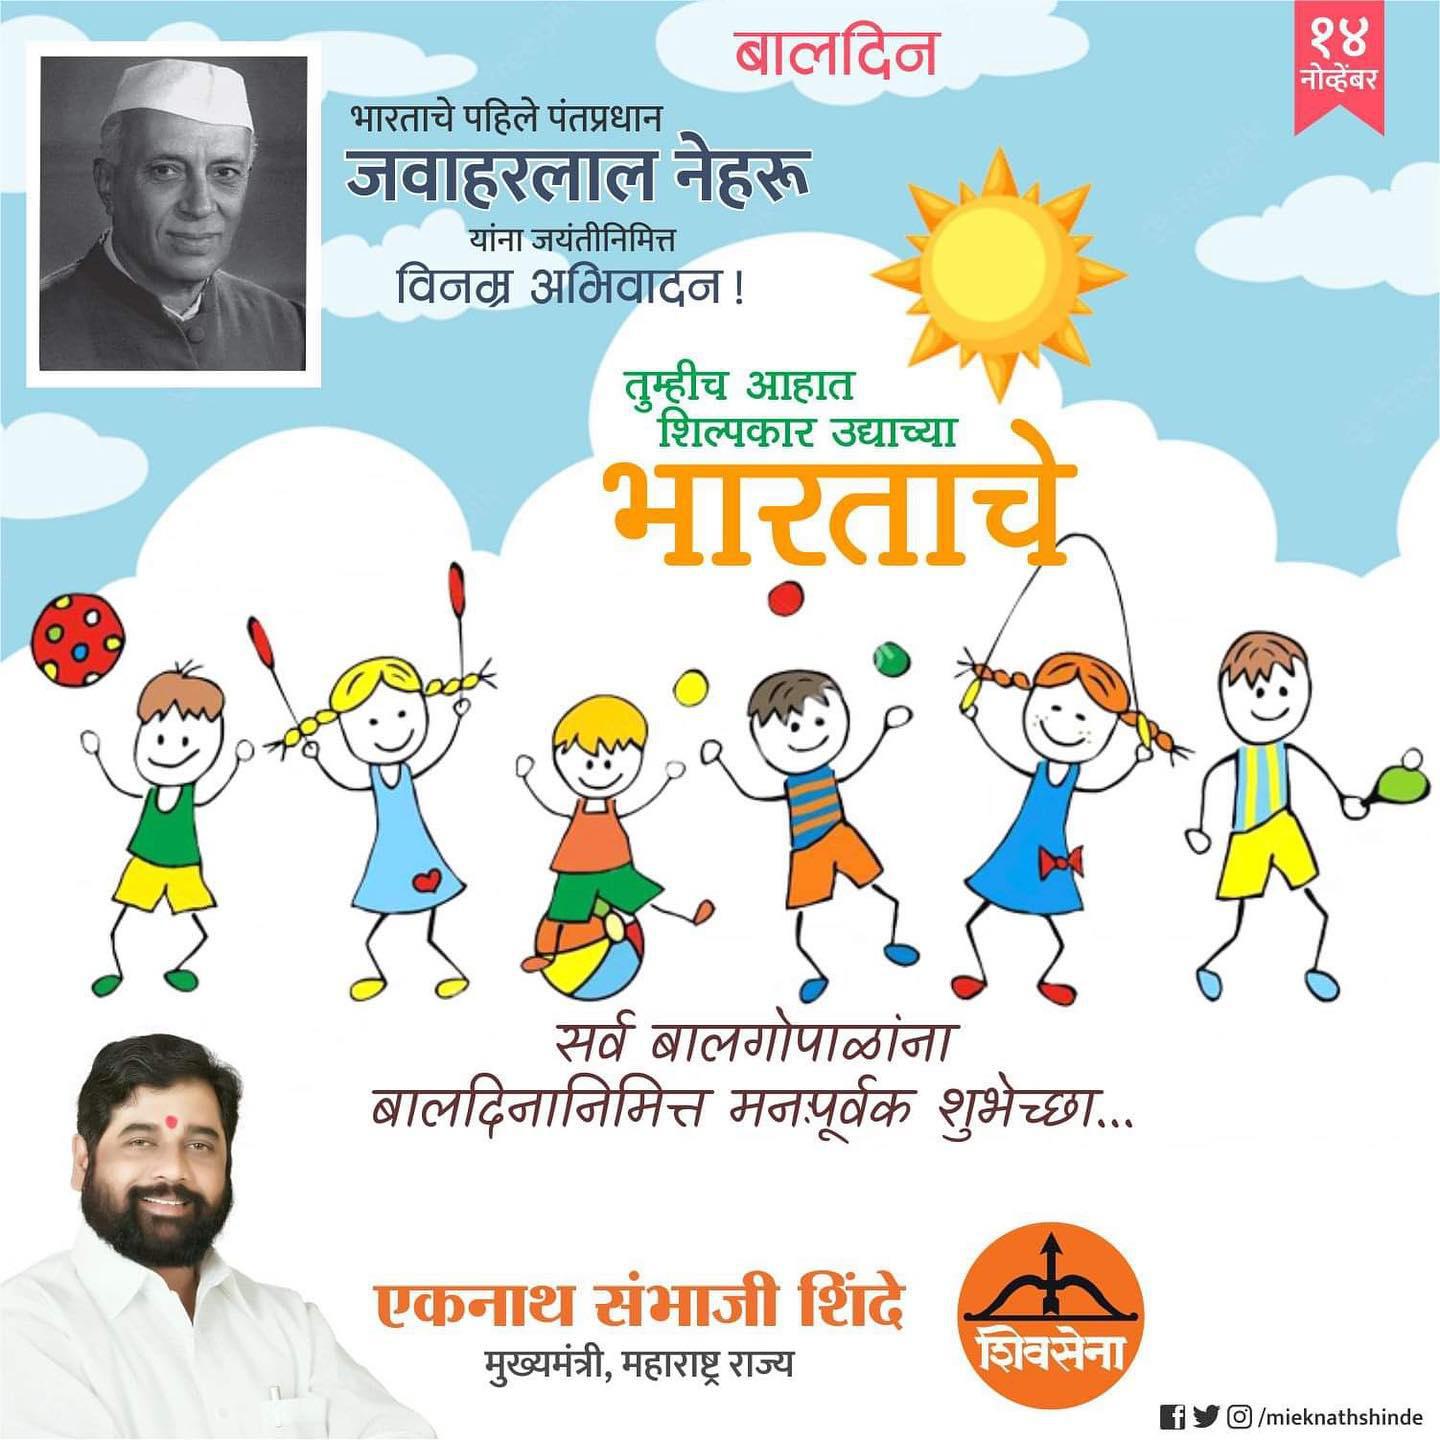 बालदिन
१४
नोव्हेंबर
भारताचे पहिले पंतप्रधान
जवाहरलाल नेहरू
यांना जयंतीनिमित्त
विनम्र अभिवादन !
तुम्हीच आहात
शिल्पकार उद्याच्या
भारताचे
सर्व बालगोपाळांना
बालदिनानिमित्त मनःपूर्वक शुभेच्छा...
एकनाथ संभाजी शिंदे
मुख्यमंत्री, महाराष्ट्र राज्य
शिवसेना
/mieknathshinde